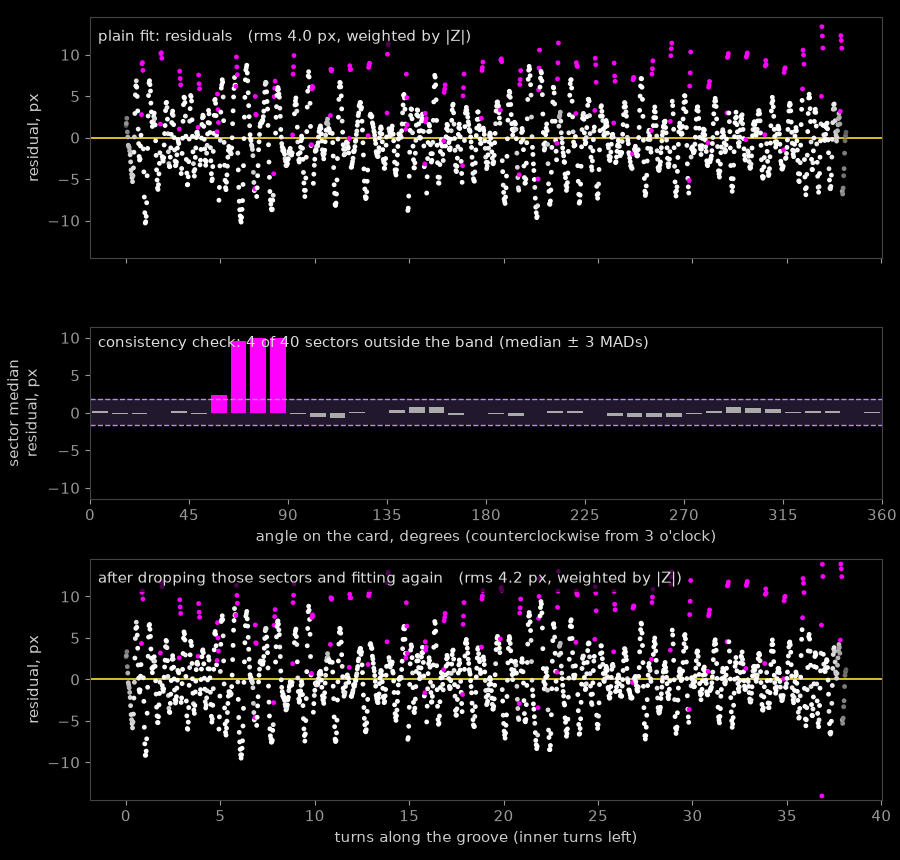 plain fit: residuals (rms 4.0 px, weighted by |Z|)
10
5
0
−5
−10
residual, px
consistency check: 4 of 40 sectors outside the band (median ± 3 MADs)
10
5
0
−5
−10
sector median
residual, px
0 45 90 135 180 225 270 315 360
angle on the card, degrees (counterclockwise from 3 o'clock)
after dropping those sectors and fitting again (rms 4.2 px, weighted by |Z|)
10
5
0
−5
−10
residual, px
0 5 10 15 20 25 30 35 40
turns along the groove (inner turns left)